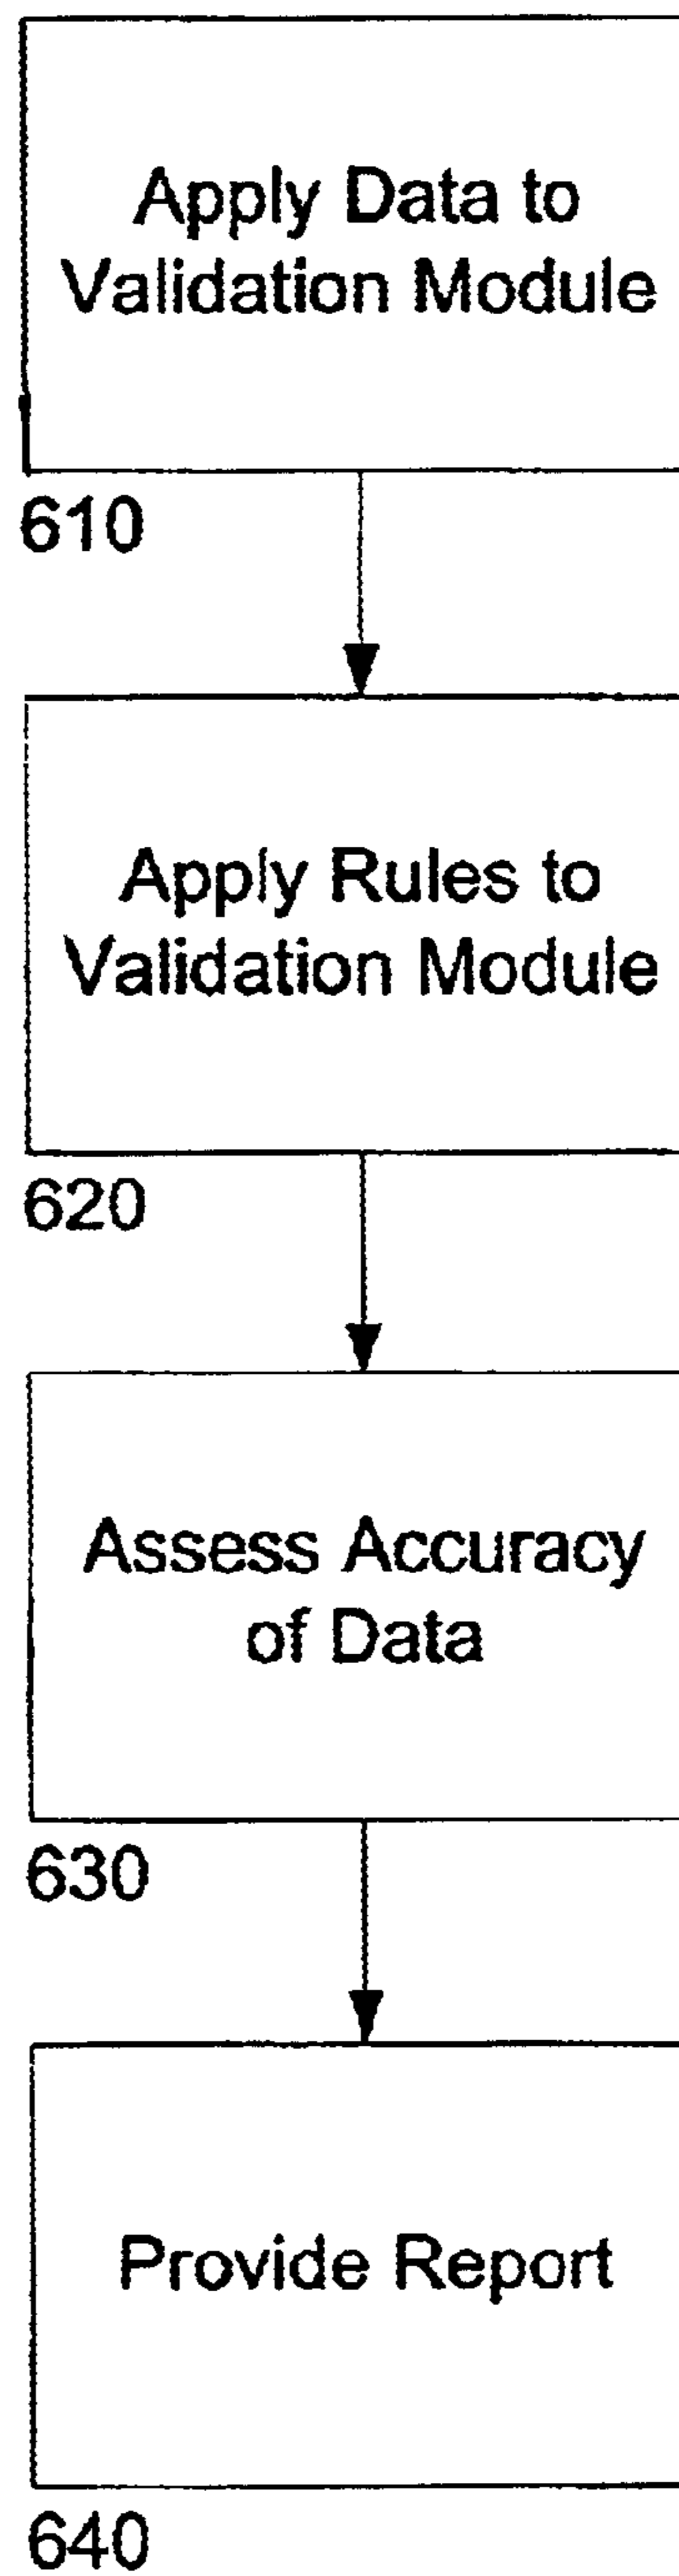 Apply Data to
Validation Module
610
Apply Rules to
Validation Module
620
Assess Accuracy
of Data
630
Provide Report
640